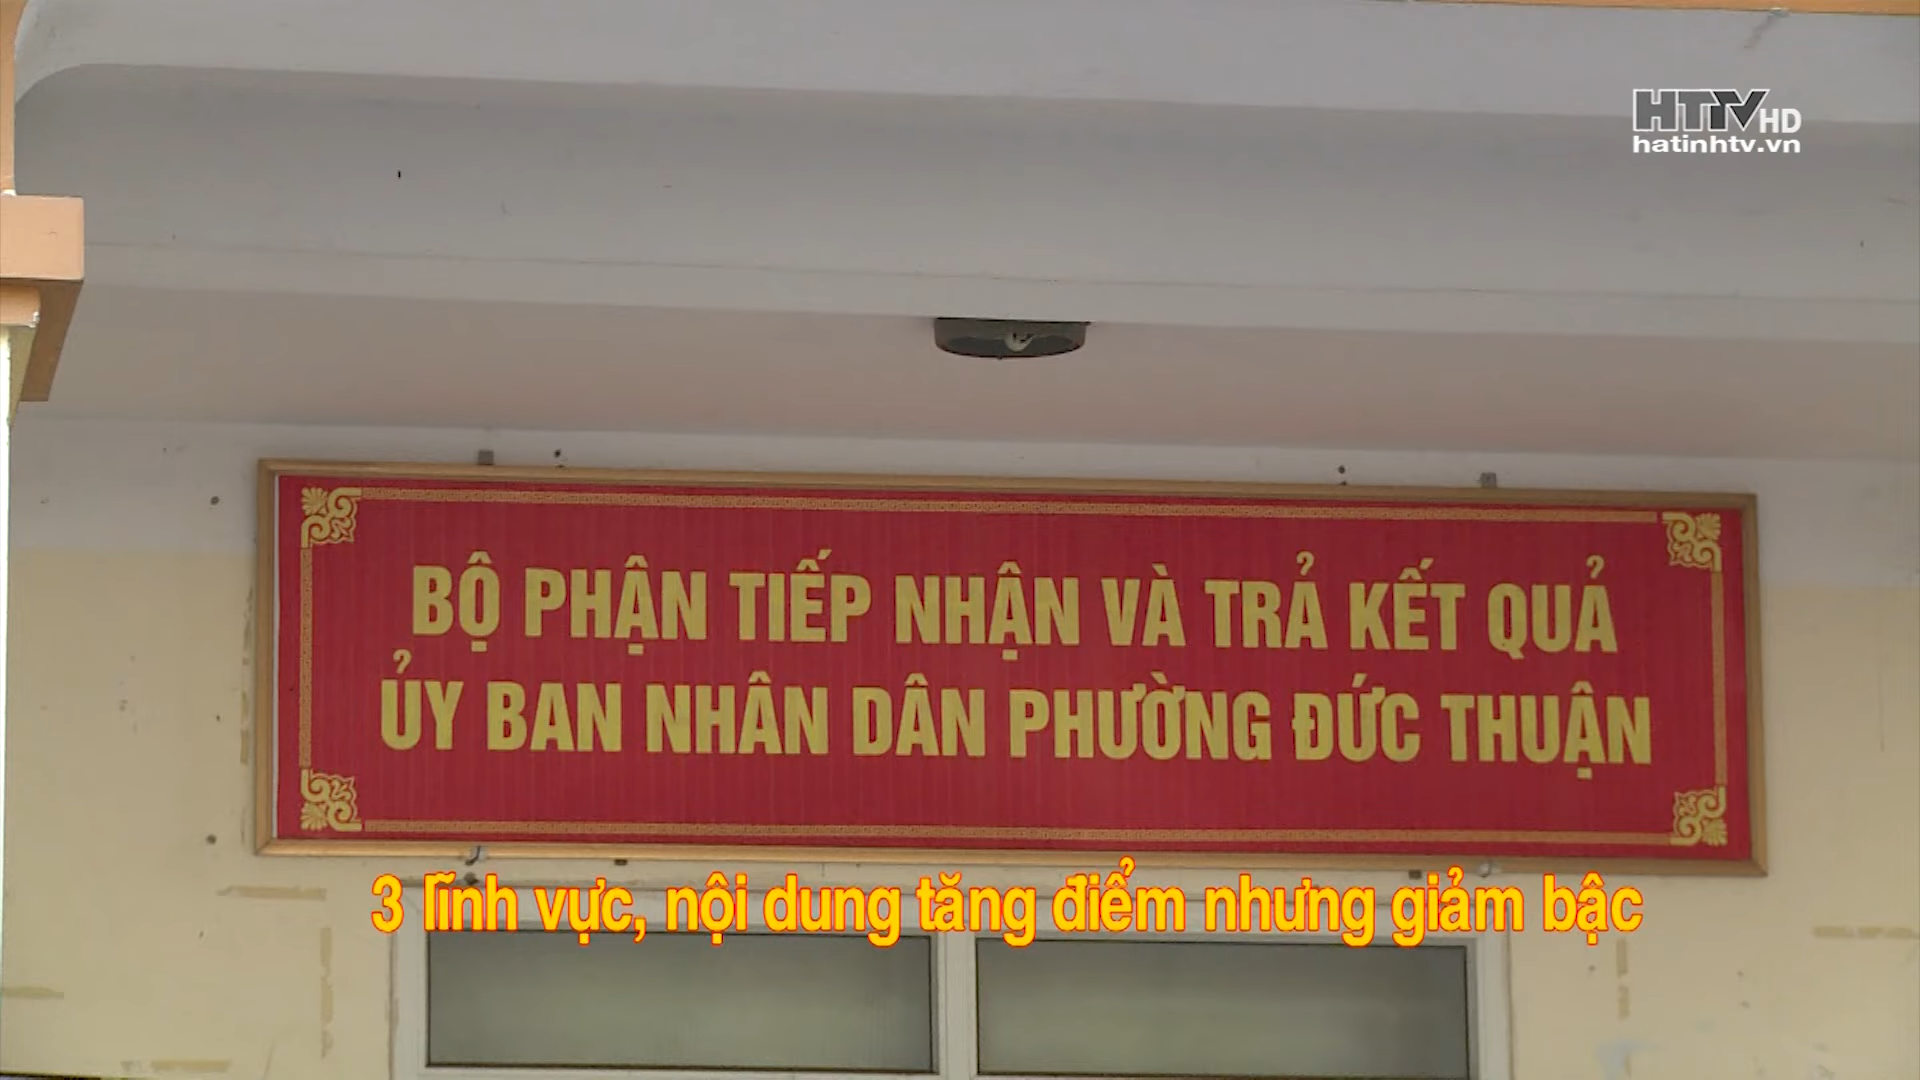 HTTV HD
hatinhtv.vn
BỘ PHẬN TIẾP NHẬN VÀ TRẢ KẾT QUẢ
ỦY BAN NHÂN DÂN PHƯỜNG ĐỨC THUẬN
3 lĩnh vực, nội dung tăng điểm nhưng giảm bậc